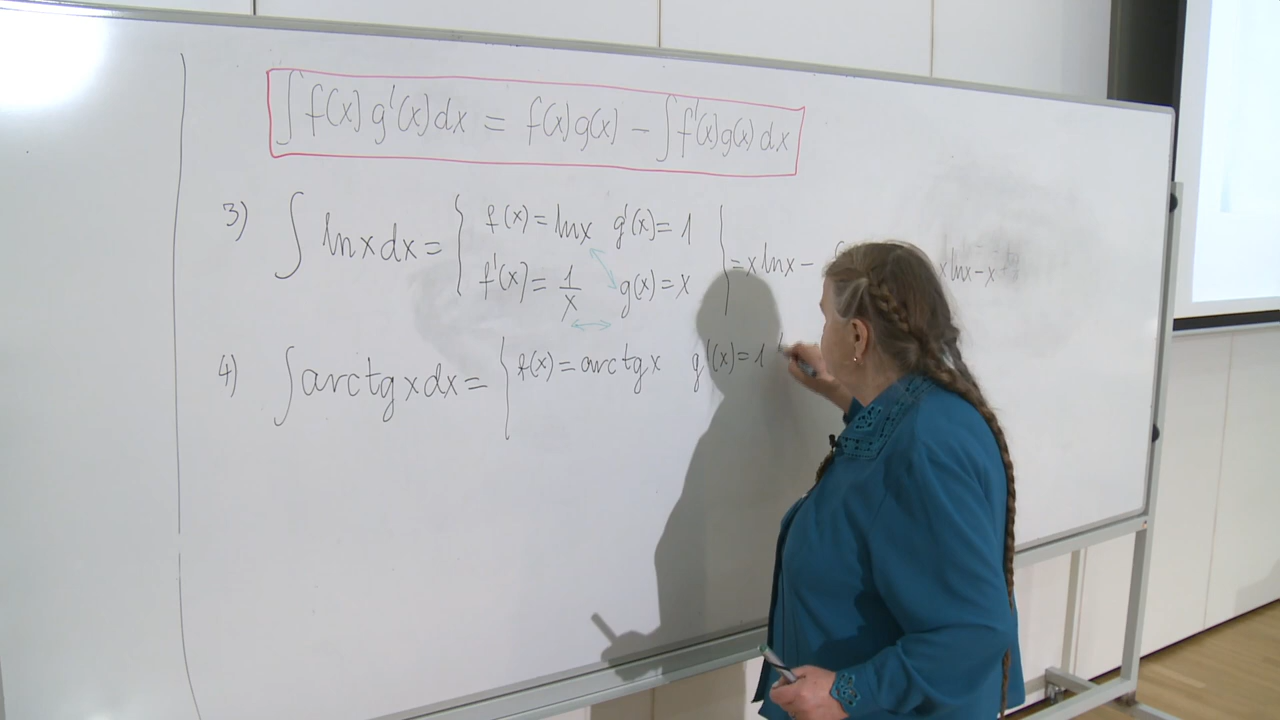 ∫ f(x) g'(x) dx = f(x) g(x) − ∫ f'(x) g(x) dx
3) ∫ ln x dx = { f(x) = ln x g'(x) = 1
f'(x) = 1/x g(x) = x | = x ln x − x ln x − x
4) ∫ arctg x dx = { f(x) = arctg x g'(x) = 1